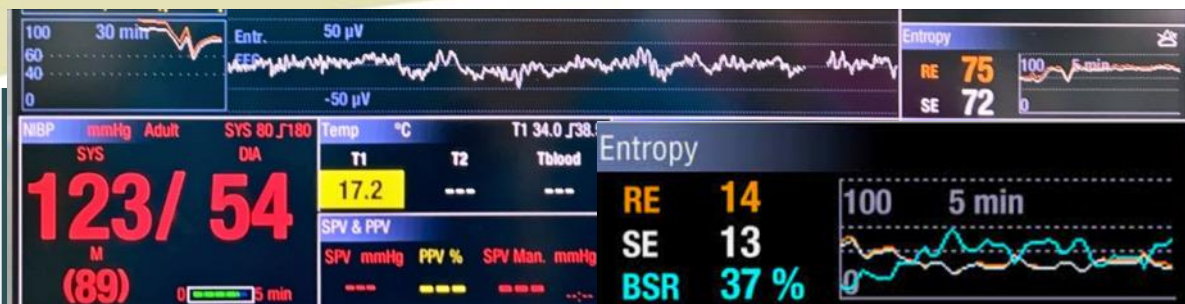 100 30 min
60
40
0
Entr. 50 µV
EEG
-50 µV
Entropy
RE 75
SE 72
100 5 min
0
NIBP mmHg Adult SYS 80 180
SYS DIA
123/ 54
M
(89)
0 5 min
Temp °C T1 34.0 38.5
T1 T2 Tblood
17.2 --- ---
SPV & PPV
SPV mmHg PPV % SPV Man. mmHg
--- --- --- --:--
Entropy
RE 14
SE 13
BSR 37 %
100 5 min
0